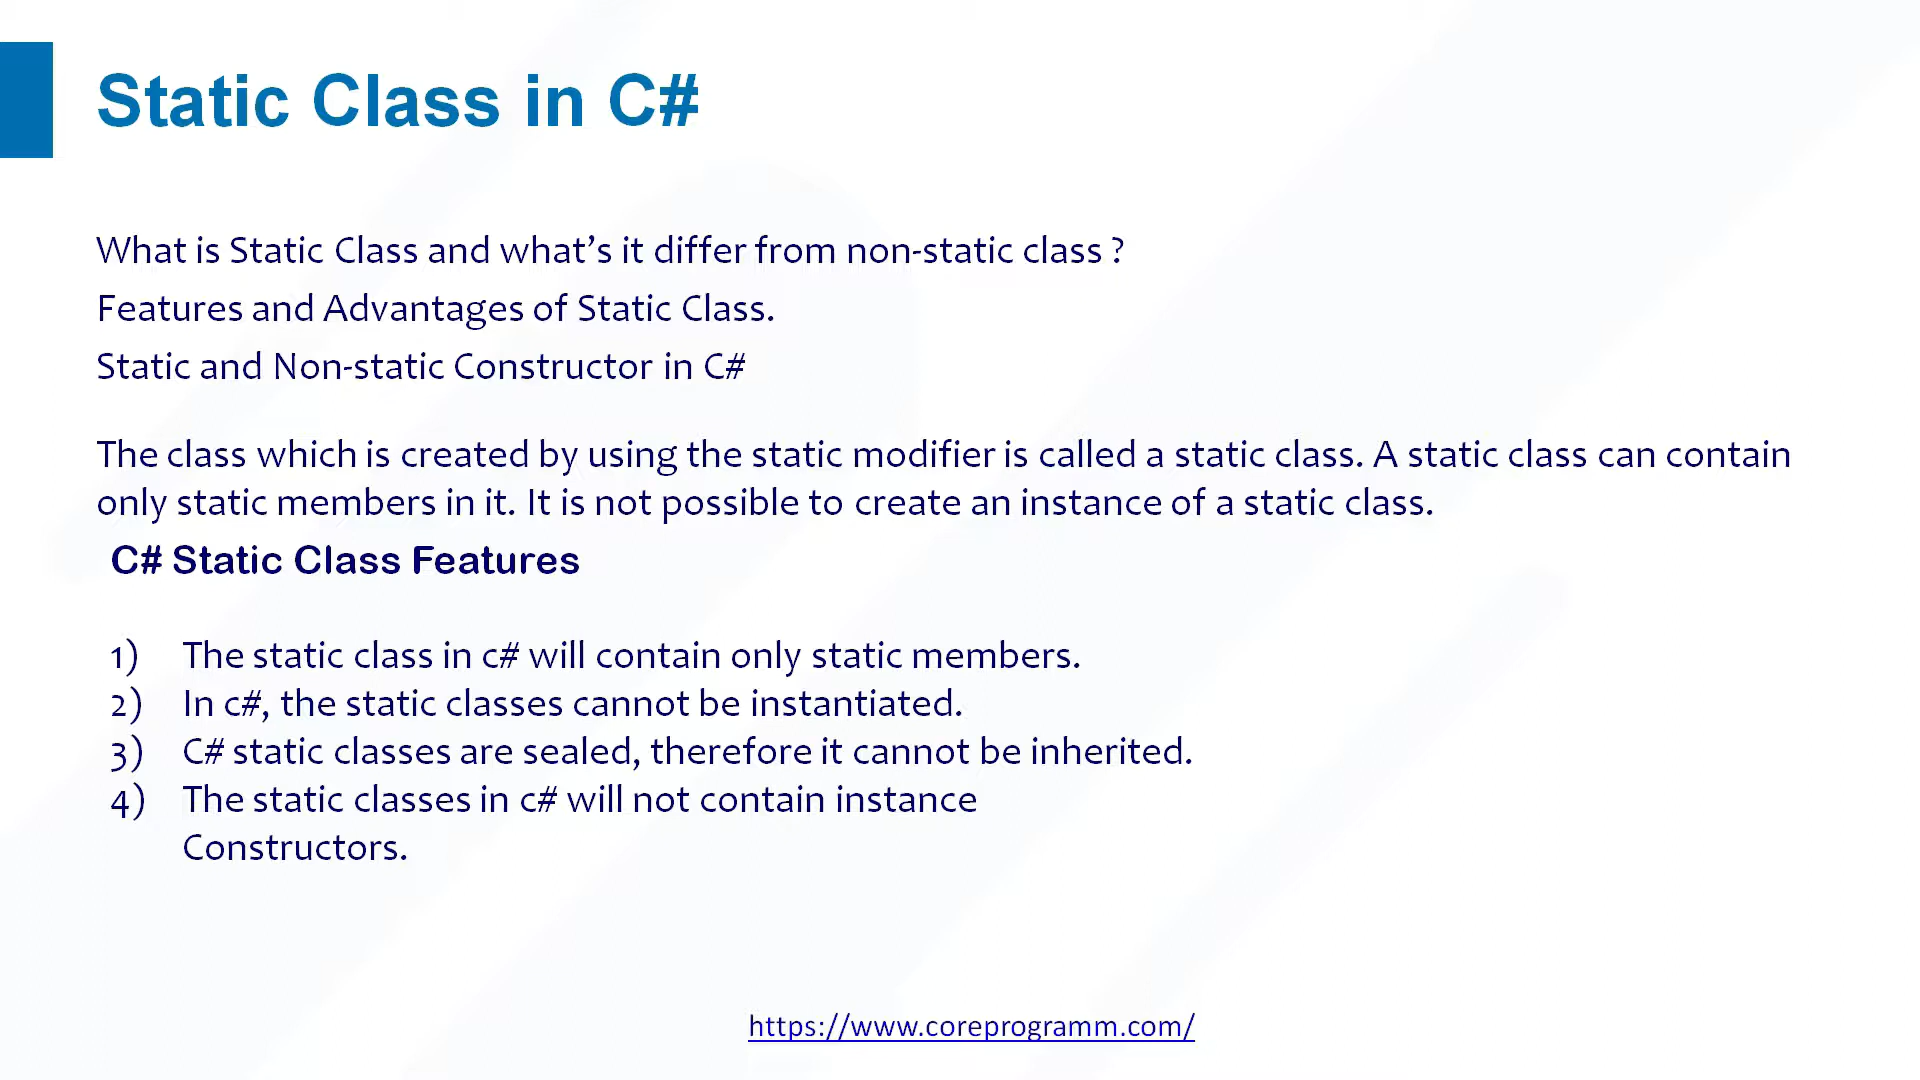 Static Class in C#
What is Static Class and what’s it differ from non-static class ?
Features and Advantages of Static Class.
Static and Non-static Constructor in C#
The class which is created by using the static modifier is called a static class. A static class can contain
only static members in it. It is not possible to create an instance of a static class.
C# Static Class Features
1) The static class in c# will contain only static members.
2) In c#, the static classes cannot be instantiated.
3) C# static classes are sealed, therefore it cannot be inherited.
4) The static classes in c# will not contain instance
Constructors.
https://www.coreprogramm.com/